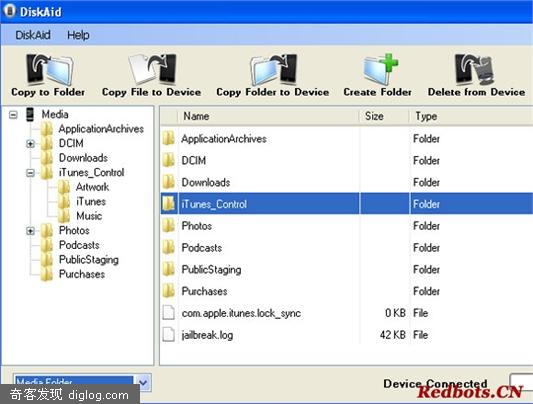 DiskAid
DiskAid Help
Copy to Folder Copy File to Device Copy Folder to Device Create Folder Delete from Device
Media
ApplicationArchives
DCIM
Downloads
iTunes_Control
Artwork
iTunes
Music
Photos
Podcasts
PublicStaging
Purchases
Name Size Type
ApplicationArchives Folder
DCIM Folder
Downloads Folder
iTunes_Control Folder
Photos Folder
Podcasts Folder
PublicStaging Folder
Purchases Folder
com.apple.itunes.lock_sync 0 KB File
jailbreak.log 42 KB File
Media Folder
Device Connected
奇客发现 diglog.com
Redbots.CN